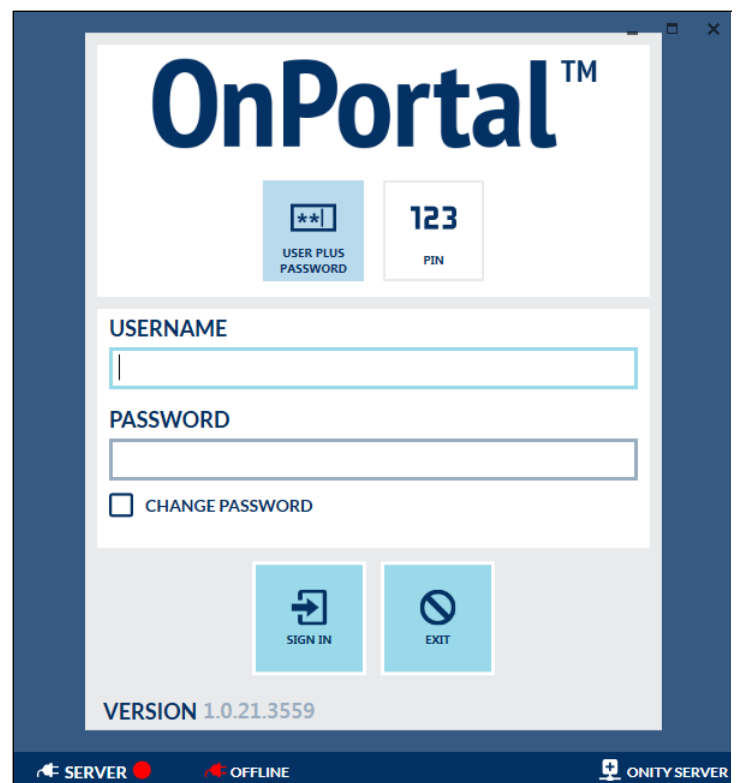 OnPortal™
**|
123
USER PLUS
PASSWORD
PIN
USERNAME
PASSWORD
CHANGE PASSWORD
SIGN IN
EXIT
VERSION 1.0.21.3559
SERVER OFFLINE ONITY SERVER